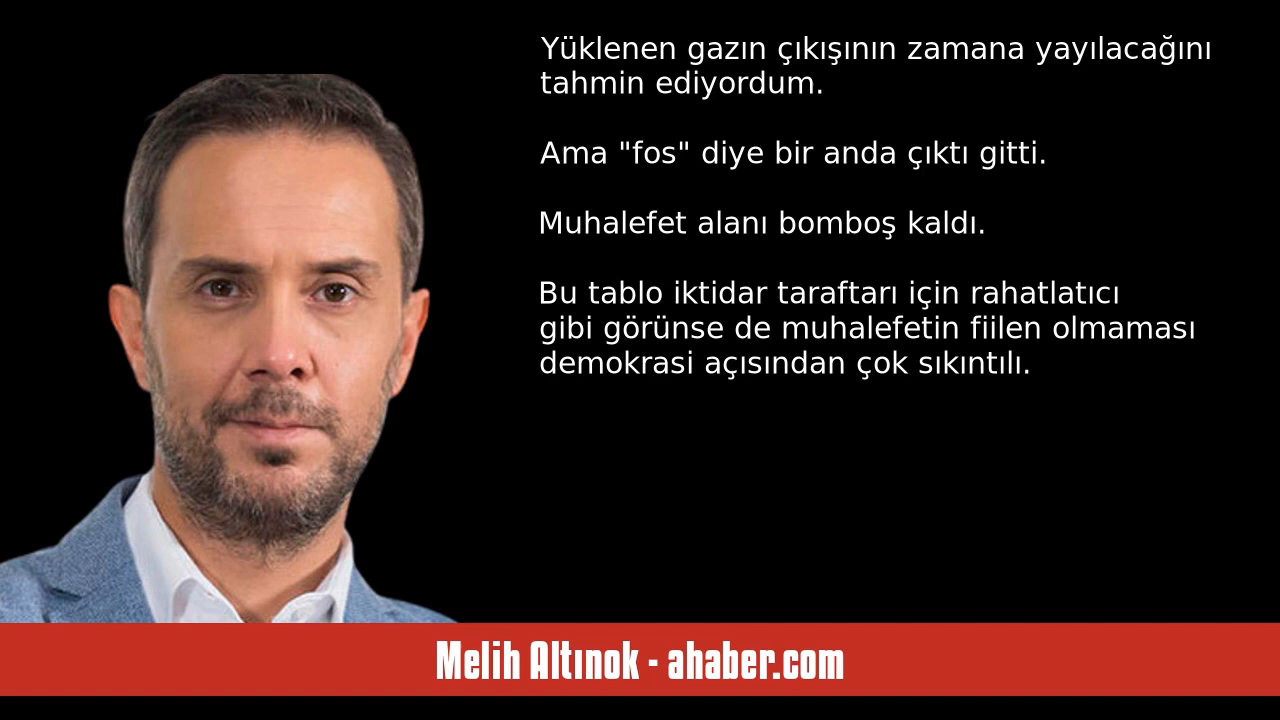 Yüklenen gazın çıkışının zamana yayılacağını
tahmin ediyordum.
Ama "fos" diye bir anda çıktı gitti.
Muhalefet alanı bomboş kaldı.
Bu tablo iktidar taraftarı için rahatlatıcı
gibi görünse de muhalefetin fiilen olmaması
demokrasi açısından çok sıkıntılı.
Melih Altınok - ahaber.com